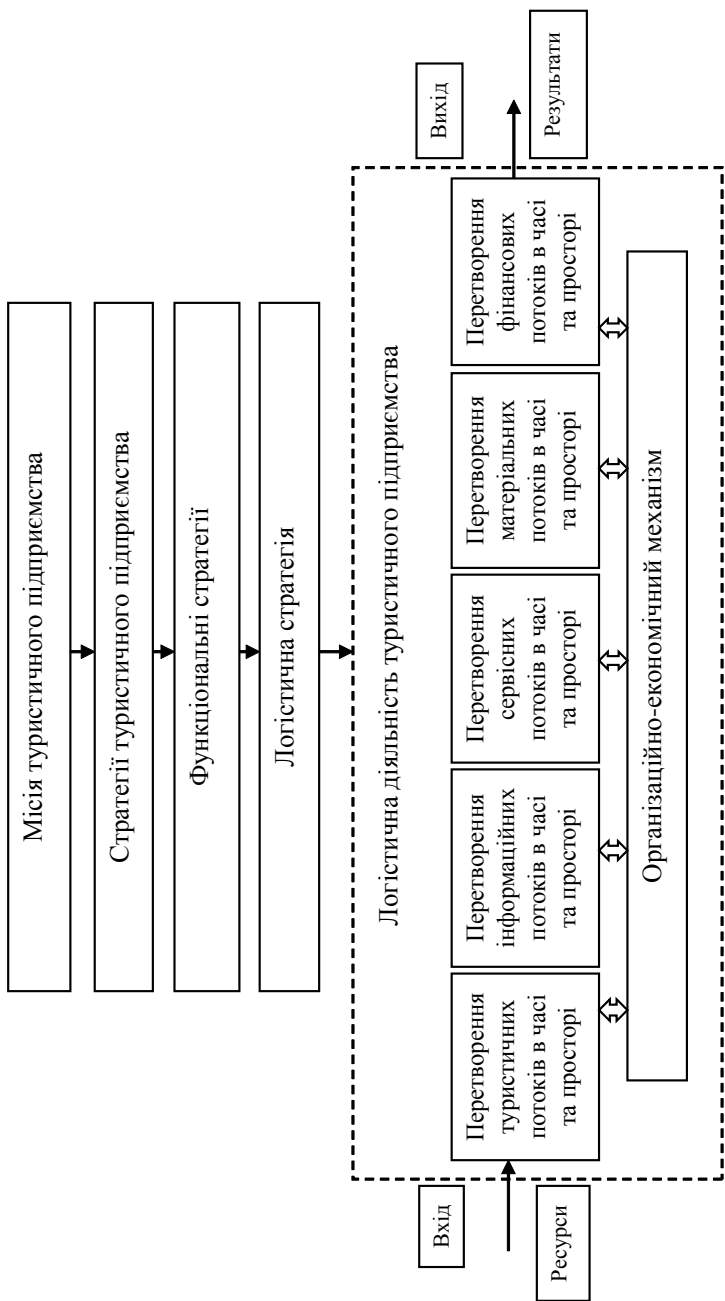 Місія туристичного підприємства
Стратегії туристичного підприємства
Функціональні стратегії
Логістична стратегія
Логістична діяльність туристичного підприємства
Вхід
Ресурси
Перетворення
туристичних
потоків в часі
та просторі
Перетворення
інформаційних
потоків в часі
та просторі
Перетворення
сервісних
потоків в часі
та просторі
Перетворення
матеріальних
потоків в часі
та просторі
Перетворення
фінансових
потоків в часі
та просторі
Вихід
Результати
Організаційно-економічний механізм